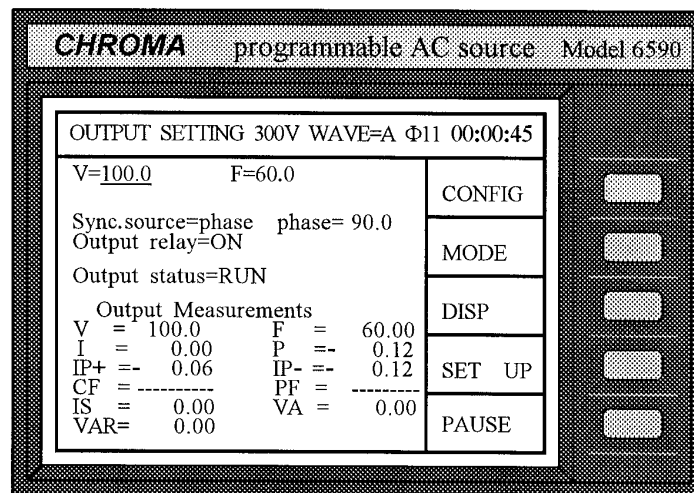 CHROMA programmable AC source Model 6590
OUTPUT SETTING 300V WAVE=A Φ11 00:00:45
V=100.0 F=60.0
Sync.source=phase phase= 90.0
Output relay=ON
Output status=RUN
Output Measurements
V = 100.0 F = 60.00
I = 0.00 P =- 0.12
IP+ =- 0.06 IP- =- 0.12
CF = ---------- PF = ---------
IS = 0.00 VA = 0.00
VAR= 0.00
CONFIG
MODE
DISP
SET UP
PAUSE